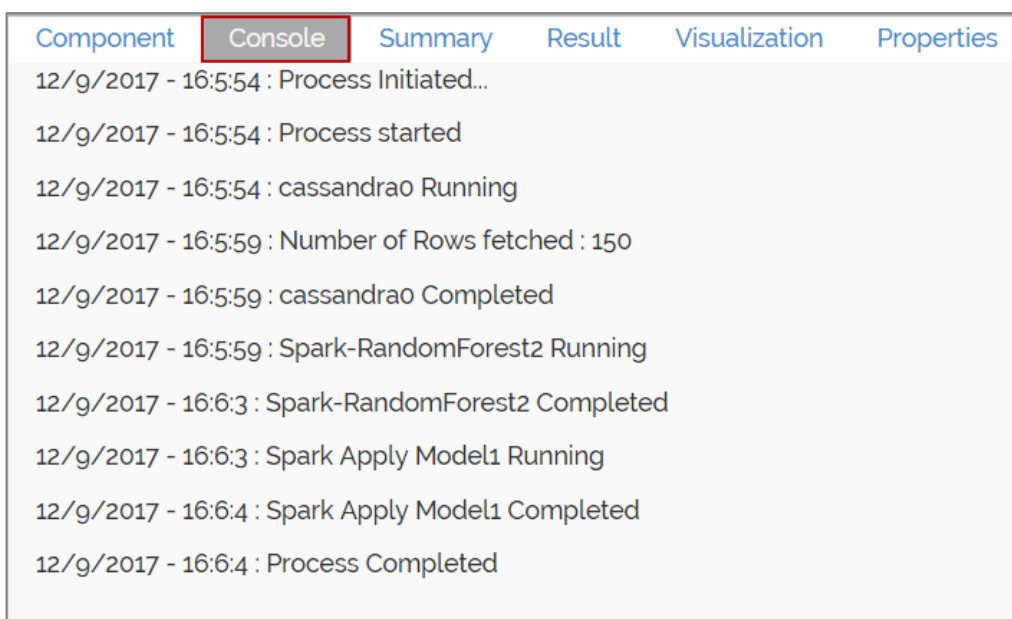 Component Console Summary Result Visualization Properties
12/9/2017 - 16:5:54 : Process Initiated...
12/9/2017 - 16:5:54 : Process started
12/9/2017 - 16:5:54 : cassandra0 Running
12/9/2017 - 16:5:59 : Number of Rows fetched : 150
12/9/2017 - 16:5:59 : cassandra0 Completed
12/9/2017 - 16:5:59 : Spark-RandomForest2 Running
12/9/2017 - 16:6:3 : Spark-RandomForest2 Completed
12/9/2017 - 16:6:3 : Spark Apply Model1 Running
12/9/2017 - 16:6:4 : Spark Apply Model1 Completed
12/9/2017 - 16:6:4 : Process Completed